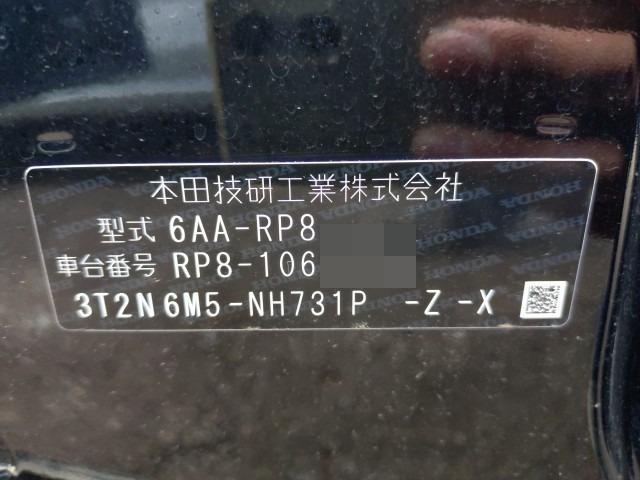 本田技研工業株式会社
型式 6AA-RP8
車台番号 RP8-106
3T2N6M5-NH731P -Z -X